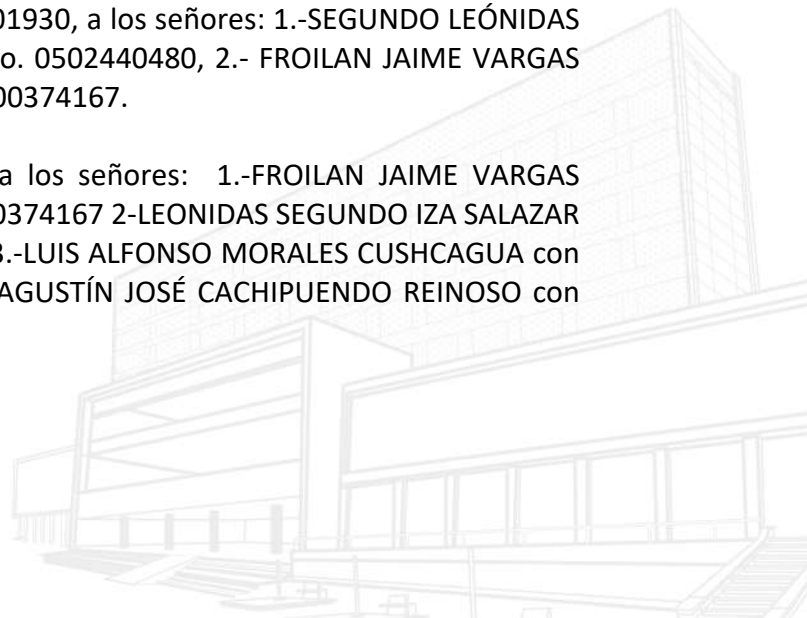 01930, a los señores: 1.-SEGUNDO LEÓNIDAS
o. 0502440480, 2.- FROILAN JAIME VARGAS
00374167.
a los señores: 1.-FROILAN JAIME VARGAS
0374167 2-LEONIDAS SEGUNDO IZA SALAZAR
3.-LUIS ALFONSO MORALES CUSHCAGUA con
AGUSTÍN JOSÉ CACHIPUENDO REINOSO con